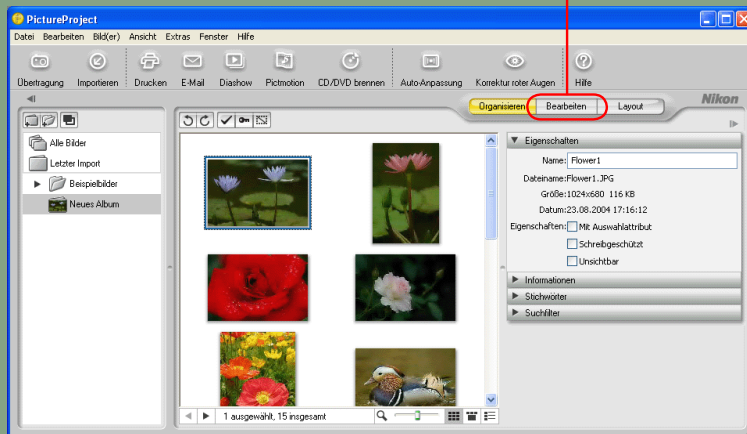 PictureProject
Datei Bearbeiten Bild(er) Ansicht Extras Fenster Hilfe
Übertragung Importieren Drucken E-Mail Diashow Pictmotion CD/DVD brennen Auto-Anpassung Korrektur roter Augen Hilfe
Organisieren Bearbeiten Layout Nikon
Alle Bilder
Letzter Import
Beispielbilder
Neues Album
Eigenschaften
Name: Flower1
Dateiname:Flower1.JPG
Größe:1024x680 116 KB
Datum:23.08.2004 17:16:12
Eigenschaften: Mit Auswahlattribut
Schreibgeschützt
Unsichtbar
Informationen
Stichwörter
Suchfilter
1 ausgewählt, 15 insgesamt